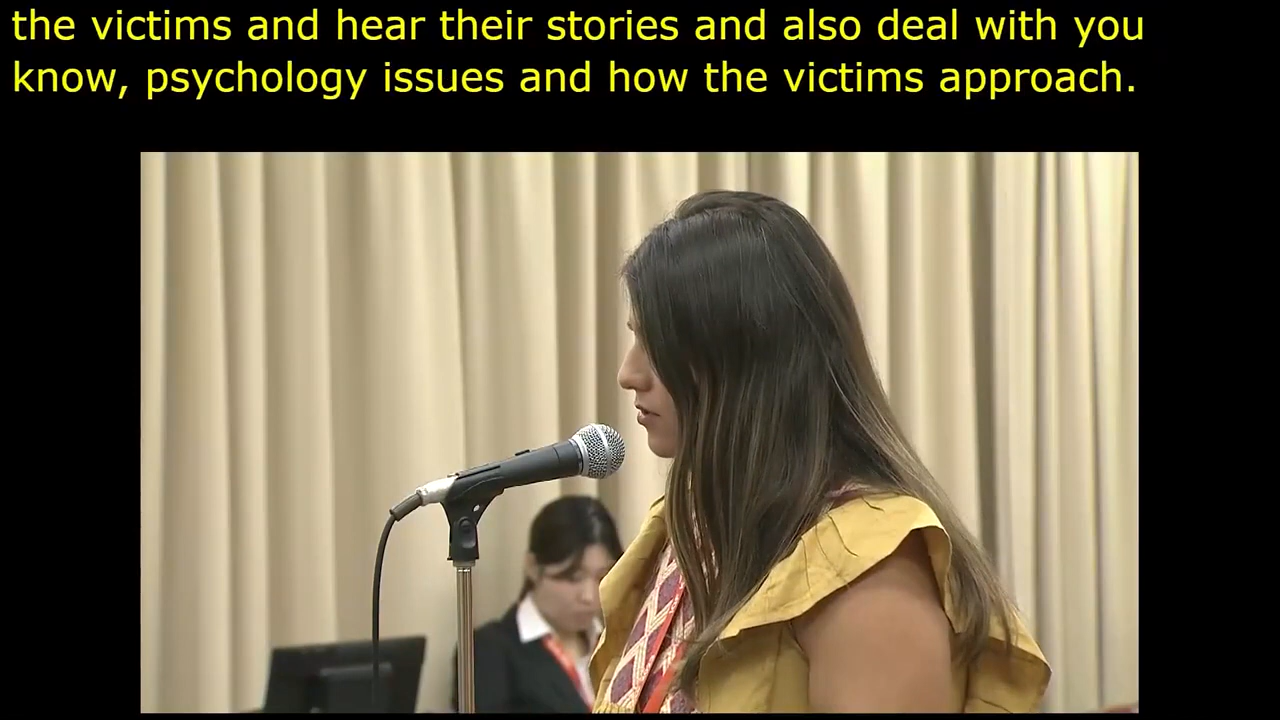 the victims and hear their stories and also deal with you
know, psychology issues and how the victims approach.